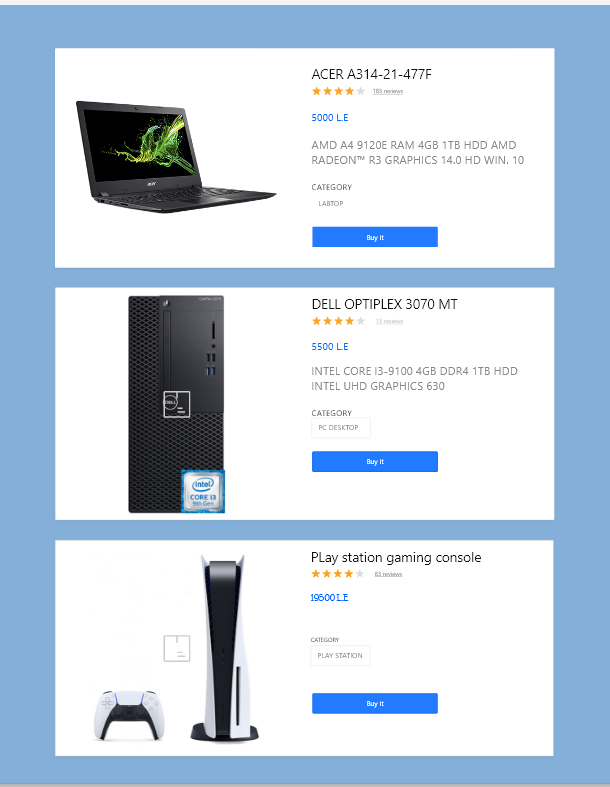 ACER A314-21-477F
183 reviews
5000 L.E
AMD A4 9120E RAM 4GB 1TB HDD AMD
RADEON™ R3 GRAPHICS 14.0 HD WIN. 10
CATEGORY
LABTOP
Buy it
acer
DELL OPTIPLEX 3070 MT
5500 L.E
INTEL CORE I3-9100 4GB DDR4 1TB HDD
INTEL UHD GRAPHICS 630
CATEGORY
PC DESKTOP
Buy it
DELL
intel
CORE i3
9th Gen
PLay station gaming console
63 reviews
19500 L.E
CATEGORY
PLAY STATION
Buy it